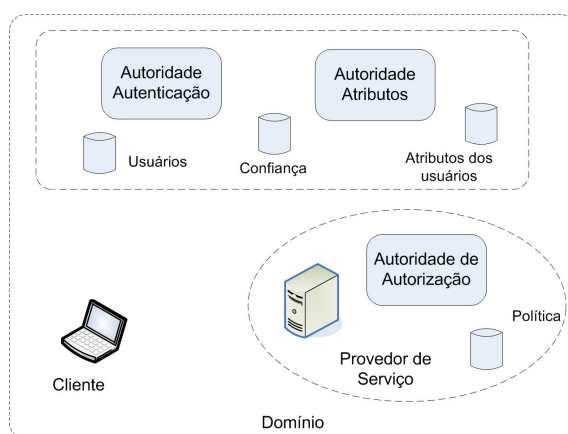 Autoridade
Autenticação
Autoridade
Atributos
Usuários
Confiança
Atributos dos
usuários
Autoridade de
Autorização
Política
Provedor de
Serviço
Cliente
Domínio